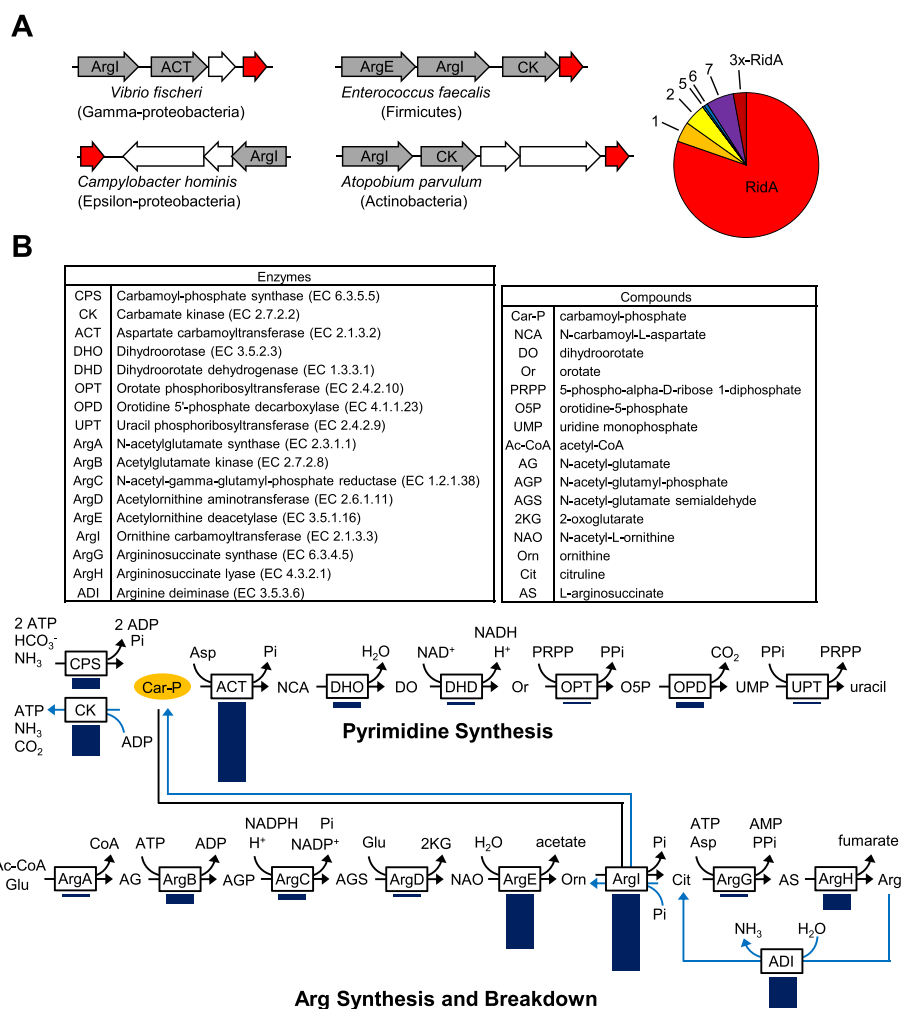 A
ArgI ACT
Vibrio fischeri
(Gamma-proteobacteria)
ArgE ArgI CK
Enterococcus faecalis
(Firmicutes)
ArgI
Campylobacter hominis
(Epsilon-proteobacteria)
ArgI CK
Atopobium parvulum
(Actinobacteria)
1 2 5 6 7 3x-RidA
RidA
B
Enzymes
CPS Carbamoyl-phosphate synthase (EC 6.3.5.5)
CK Carbamate kinase (EC 2.7.2.2)
ACT Aspartate carbamoyltransferase (EC 2.1.3.2)
DHO Dihydroorotase (EC 3.5.2.3)
DHD Dihydroorotate dehydrogenase (EC 1.3.3.1)
OPT Orotate phosphoribosyltransferase (EC 2.4.2.10)
OPD Orotidine 5'-phosphate decarboxylase (EC 4.1.1.23)
UPT Uracil phosphoribosyltransferase (EC 2.4.2.9)
ArgA N-acetylglutamate synthase (EC 2.3.1.1)
ArgB Acetylglutamate kinase (EC 2.7.2.8)
ArgC N-acetyl-gamma-glutamyl-phosphate reductase (EC 1.2.1.38)
ArgD Acetylornithine aminotransferase (EC 2.6.1.11)
ArgE Acetylornithine deacetylase (EC 3.5.1.16)
ArgI Ornithine carbamoyltransferase (EC 2.1.3.3)
ArgG Argininosuccinate synthase (EC 6.3.4.5)
ArgH Argininosuccinate lyase (EC 4.3.2.1)
ADI Arginine deiminase (EC 3.5.3.6)
Compounds
Car-P carbamoyl-phosphate
NCA N-carbamoyl-L-aspartate
DO dihydroorotate
Or orotate
PRPP 5-phospho-alpha-D-ribose 1-diphosphate
O5P orotidine-5-phosphate
UMP uridine monophosphate
Ac-CoA acetyl-CoA
AG N-acetyl-glutamate
AGP N-acetyl-glutamyl-phosphate
AGS N-acetyl-glutamate semialdehyde
2KG 2-oxoglutarate
NAO N-acetyl-L-ornithine
Orn ornithine
Cit citruline
AS L-arginosuccinate
2 ATP 2 ADP
HCO₃⁻ Pi
NH₃ CPS
Asp Pi H₂O NAD⁺ NADH H⁺ PRPP PPi CO₂ PPi PRPP
Car-P ACT NCA DHO DO DHD Or OPT O5P OPD UMP UPT uracil
ATP CK
NH₃ ADP
CO₂
Pyrimidine Synthesis
CoA ATP ADP NADPH H⁺ Pi NADP⁺ Glu 2KG H₂O acetate Pi ATP Asp AMP PPi fumarate
Ac-CoA
Glu ArgA AG ArgB AGP ArgC AGS ArgD NAO ArgE Orn ArgI Cit ArgG AS ArgH Arg
Pi
NH₃ H₂O
ADI
Arg Synthesis and Breakdown